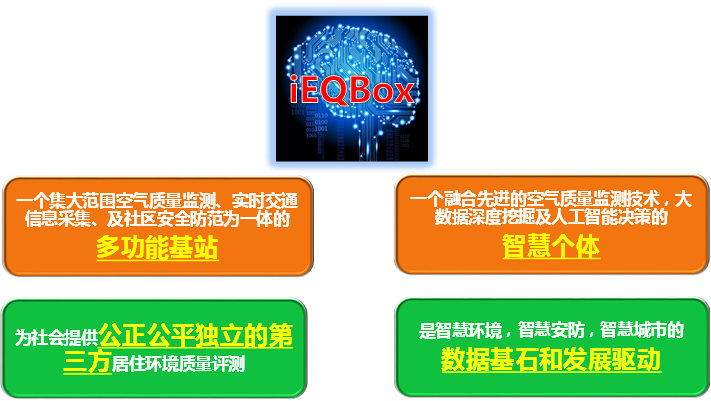 iEQBox
0110
0100
1001
一个集大范围空气质量监测、实时交通
信息采集、及社区安全防范为一体的
多功能基站
一个融合先进的空气质量监测技术，大
数据深度挖掘及人工智能决策的
智慧个体
为社会提供公正公平独立的第
三方居住环境质量评测
是智慧环境，智慧安防，智慧城市的
数据基石和发展驱动